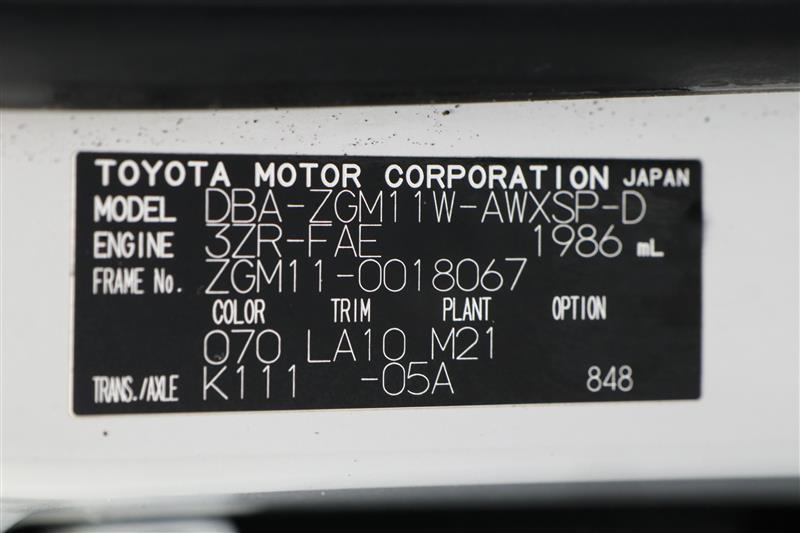 TOYOTA MOTOR CORPORATION JAPAN
MODEL DBA-ZGM11W-AWXSP-D
ENGINE 3ZR-FAE 1986 mL
FRAME No. ZGM11-0018067
COLOR TRIM PLANT OPTION
070 LA10 M21
TRANS./AXLE K111 -05A 848